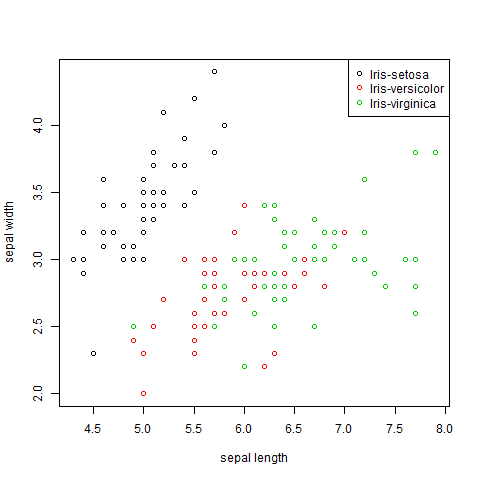 Iris-setosa
Iris-versicolor
Iris-virginica
sepal width
4.0
3.5
3.0
2.5
2.0
4.5 5.0 5.5 6.0 6.5 7.0 7.5 8.0
sepal length